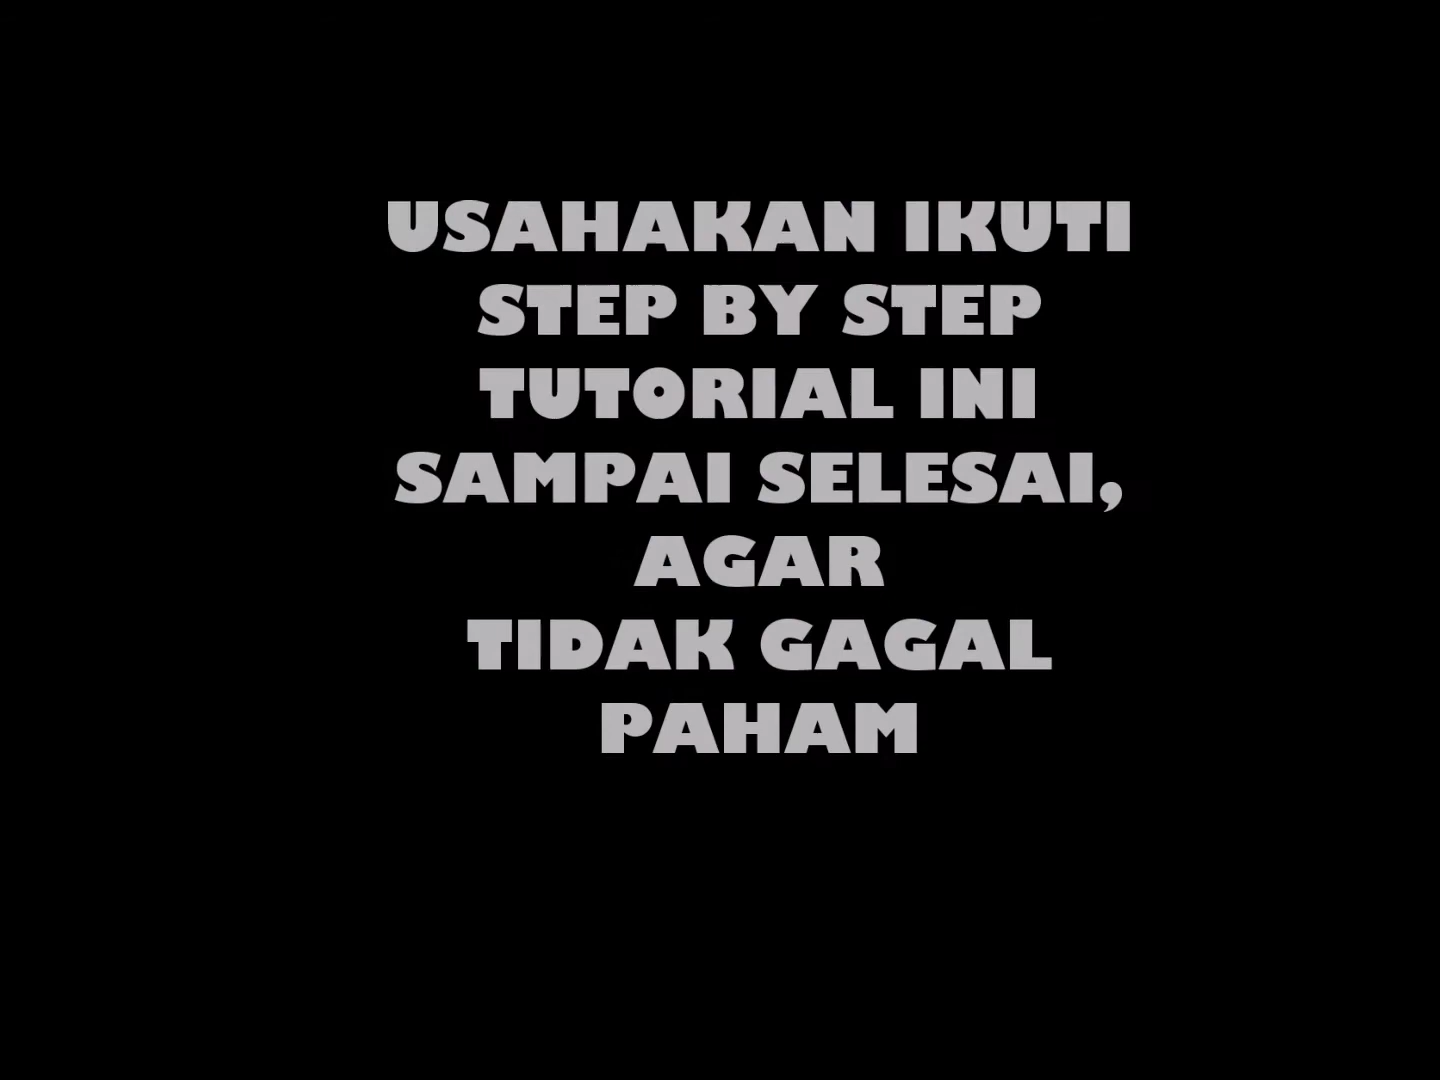 USAHAKAN IKUTI
STEP BY STEP
TUTORIAL INI
SAMPAI SELESAI,
AGAR
TIDAK GAGAL
PAHAM